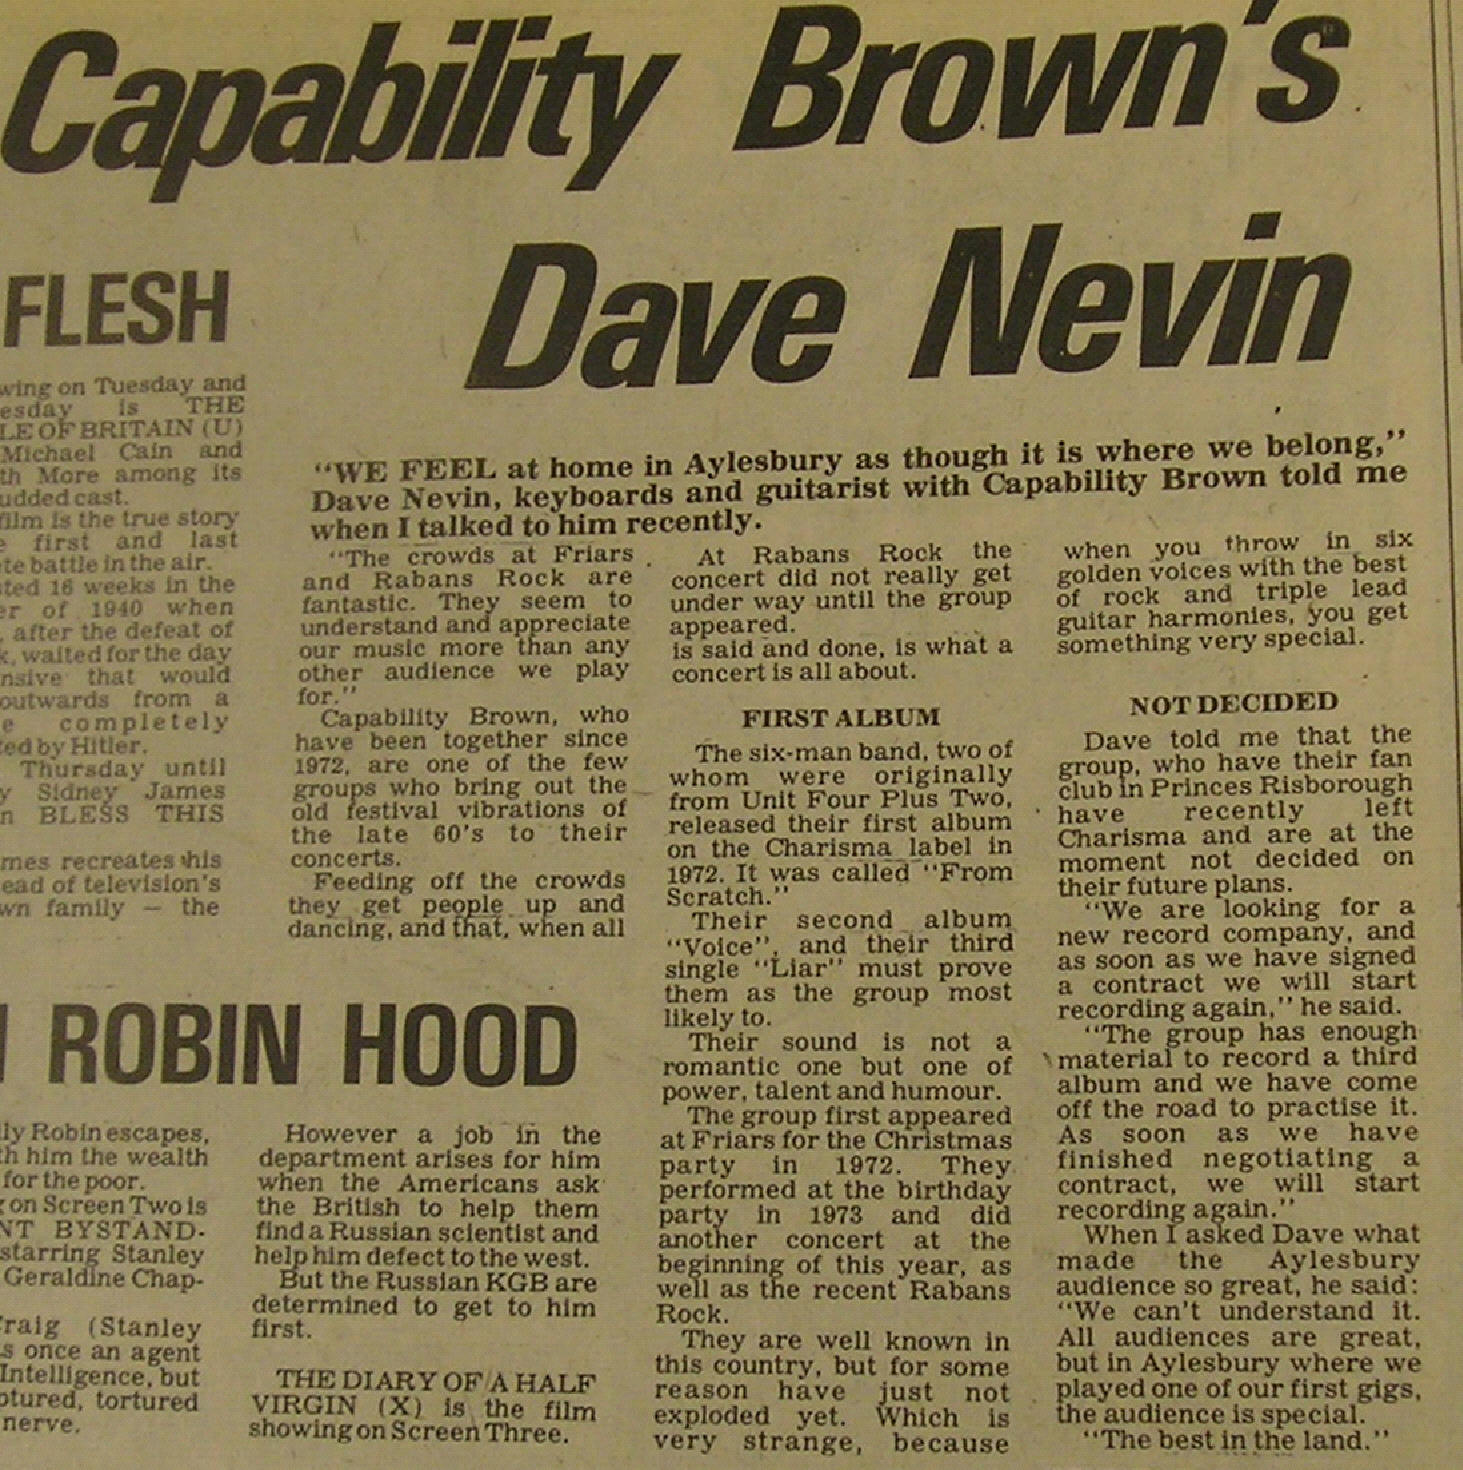 Capability Brown's
Dave Nevin
FLESH
wing on Tuesday and
esday is THE
LE OF BRITAIN (U)
Michael Cain and
th More among its
udded cast.
film is the true story
e first and last
te battle in the air.
ted 16 weeks in the
er of 1940 when
, after the defeat of
k, waited for the day
nsive that would
outwards from a
e completely
ted by Hitler.
Thursday until
y Sidney James
n BLESS THIS
mes recreates his
ead of television's
wn family — the
"WE FEEL at home in Aylesbury as though it is where we belong,"
Dave Nevin, keyboards and guitarist with Capability Brown told me
when I talked to him recently.
"The crowds at Friars
and Rabans Rock are
fantastic. They seem to
understand and appreciate
our music more than any
other audience we play
for."
Capability Brown, who
have been together since
1972, are one of the few
groups who bring out the
old festival vibrations of
the late 60's to their
concerts.
Feeding off the crowds
they get people up and
dancing, and that, when all
At Rabans Rock the
concert did not really get
under way until the group
appeared.
is said and done, is what a
concert is all about.
FIRST ALBUM
The six-man band, two of
whom were originally
from Unit Four Plus Two,
released their first album
on the Charisma label in
1972. It was called "From
Scratch."
Their second album
"Voice", and their third
single "Liar" must prove
them as the group most
likely to.
Their sound is not a
romantic one but one of
power, talent and humour.
The group first appeared
at Friars for the Christmas
party in 1972. They
performed at the birthday
party in 1973 and did
another concert at the
beginning of this year, as
well as the recent Rabans
Rock.
They are well known in
this country, but for some
reason have just not
exploded yet. Which is
very strange, because
when you throw in six
golden voices with the best
of rock and triple lead
guitar harmonies, you get
something very special.
NOT DECIDED
Dave told me that the
group, who have their fan
club in Princes Risborough
have recently left
Charisma and are at the
moment not decided on
their future plans.
"We are looking for a
new record company, and
as soon as we have signed
a contract we will start
recording again," he said.
"The group has enough
material to record a third
album and we have come
off the road to practise it.
As soon as we have
finished negotiating a
contract, we will start
recording again."
When I asked Dave what
made the Aylesbury
audience so great, he said:
"We can't understand it.
All audiences are great,
but in Aylesbury where we
played one of our first gigs,
the audience is special.
"The best in the land."
ROBIN HOOD
lly Robin escapes,
th him the wealth
for the poor.
g on Screen Two is
NT BYSTAND-
starring Stanley
Geraldine Chap-
raig (Stanley
s once an agent
Intelligence, but
ptured, tortured
nerve.
However a job in the
department arises for him
when the Americans ask
the British to help them
find a Russian scientist and
help him defect to the west.
But the Russian KGB are
determined to get to him
first.
THE DIARY OF A HALF
VIRGIN (X) is the film
showing on Screen Three.